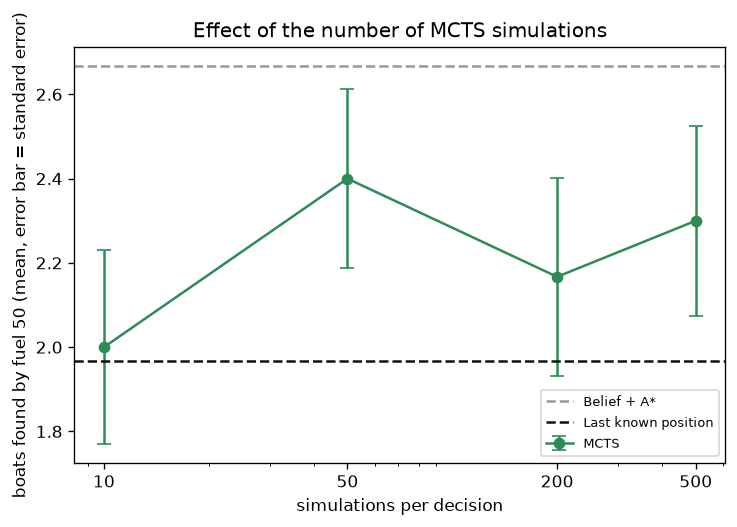 Effect of the number of MCTS simulations
boats found by fuel 50 (mean, error bar = standard error)
2.6
2.4
2.2
2.0
1.8
10
50
200
500
simulations per decision
Belief + A*
Last known position
MCTS